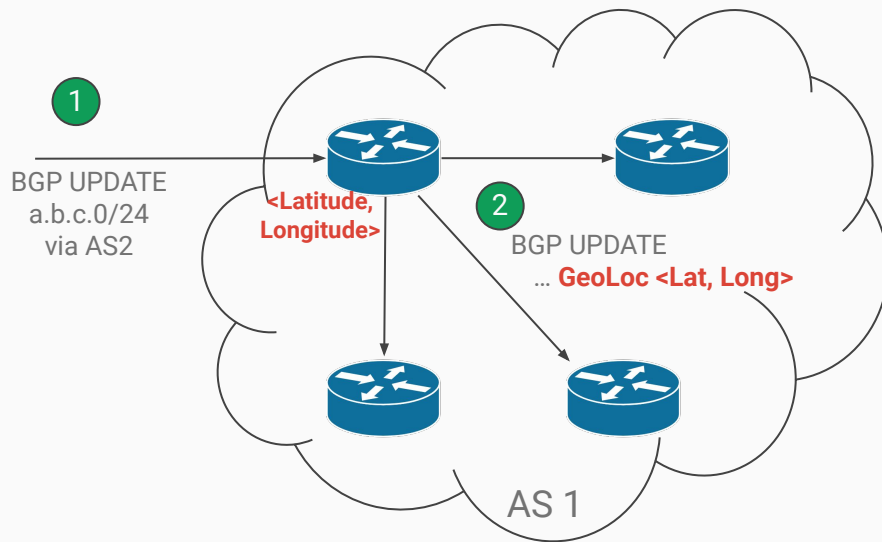 1
BGP UPDATE
a.b.c.0/24
via AS2
<Latitude,
Longitude>
2
BGP UPDATE
... GeoLoc <Lat, Long>
AS 1